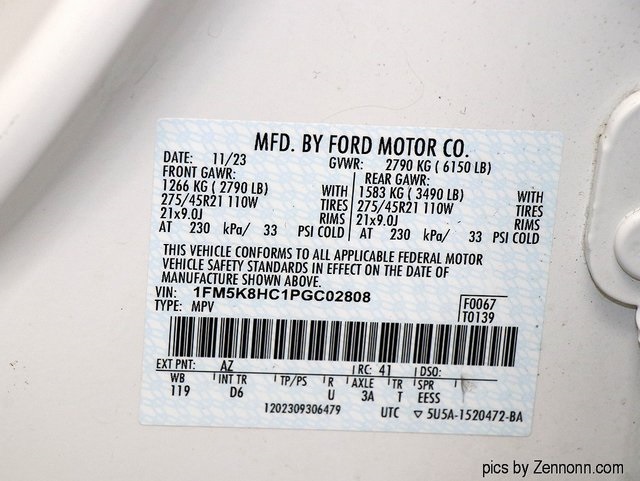 MFD. BY FORD MOTOR CO.
DATE: 11/23 GVWR: 2790 KG ( 6150 LB)
FRONT GAWR: REAR GAWR:
1266 KG ( 2790 LB) WITH 1583 KG ( 3490 LB) WITH
275/45R21 110W TIRES 275/45R21 110W TIRES
21x9.0J RIMS 21x9.0J RIMS
AT 230 kPa/ 33 PSI COLD AT 230 kPa/ 33 PSI COLD
THIS VEHICLE CONFORMS TO ALL APPLICABLE FEDERAL MOTOR
VEHICLE SAFETY STANDARDS IN EFFECT ON THE DATE OF
MANUFACTURE SHOWN ABOVE.
VIN: 1FM5K8HC1PGC02808 F0067
TYPE: MPV T0139
EXT PNT: AZ RC: 41 DSO:
WB INT TR TP/PS R AXLE TR SPR
119 D6 U 3A T EESS
1202309306479 UTC ▽ 5U5A-1520472-BA
pics by Zennonn.com